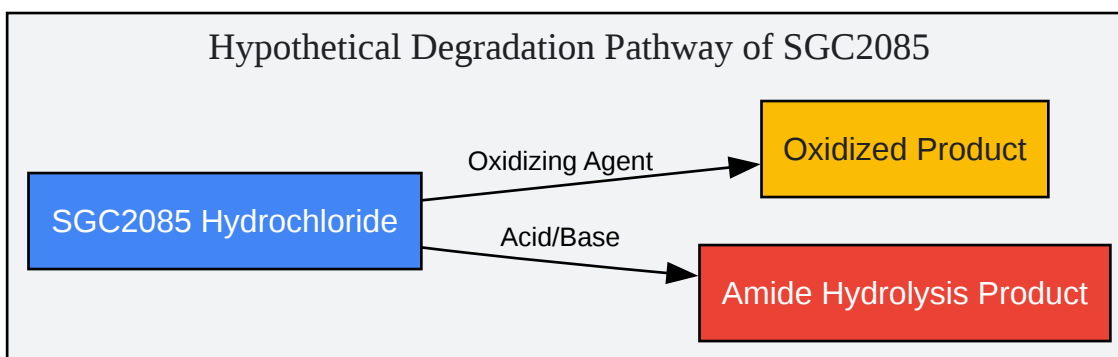 Hypothetical Degradation Pathway of SGC2085
Oxidizing Agent
Oxidized Product
SGC2085 Hydrochloride
Acid/Base
Amide Hydrolysis Product